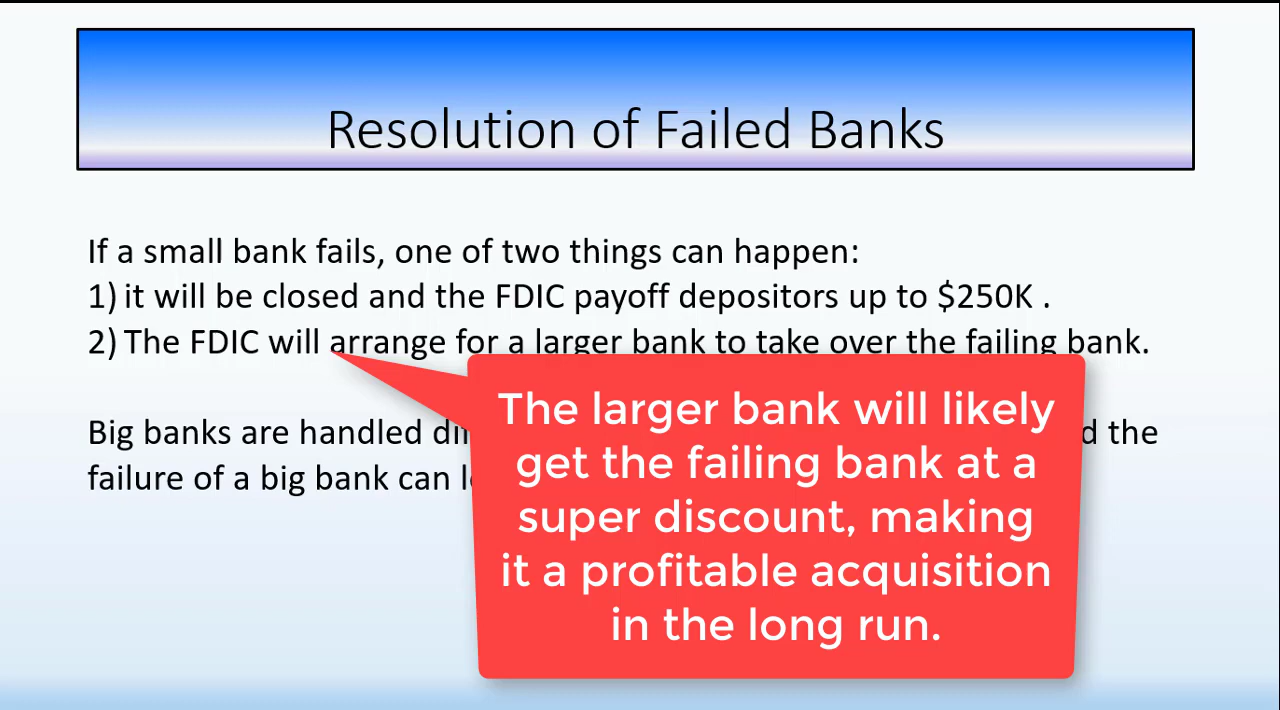 Resolution of Failed Banks
If a small bank fails, one of two things can happen:
1) it will be closed and the FDIC payoff depositors up to $250K .
2) The FDIC will arrange for a larger bank to take over the failing bank.
Big banks are handled the
failure of a big bank can
The larger bank will likely
get the failing bank at a
super discount, making
it a profitable acquisition
in the long run.